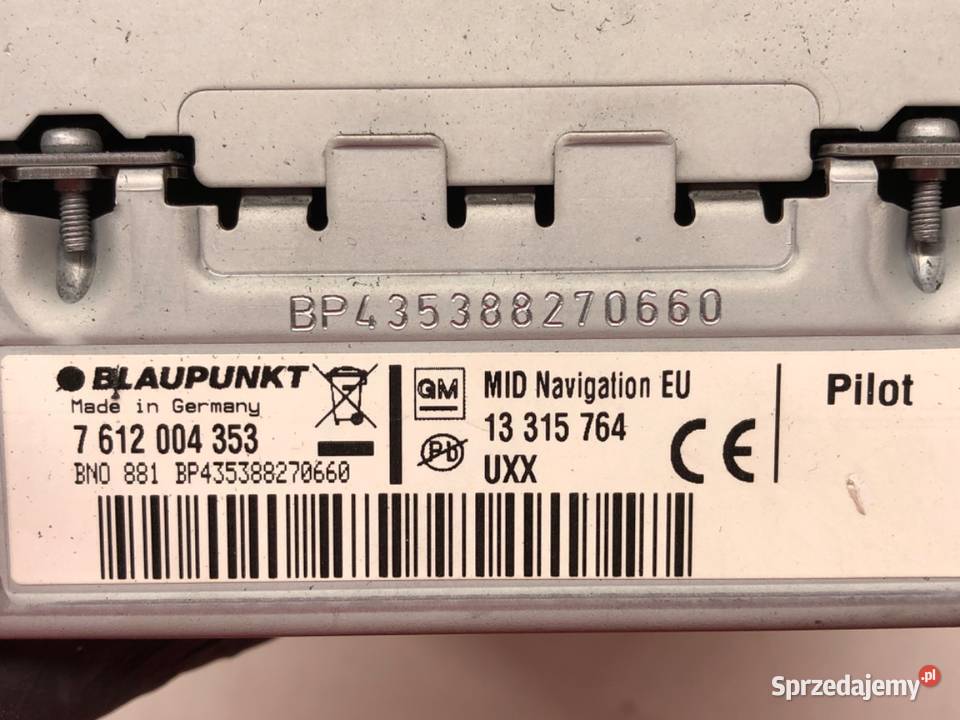 BP435388270660
BLAUPUNKT
Made in Germany
7 612 004 353
BNO 881 BP435388270660
GM
Pb
MID Navigation EU
13 315 764
UXX
CE
Pilot
Sprzedajemy.pl